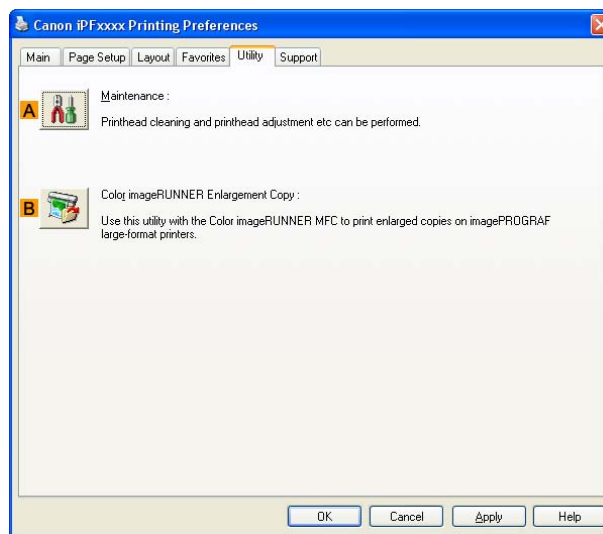 Canon iPFxxxx Printing Preferences
Main Page Setup Layout Favorites Utility Support
A
Maintenance :
Printhead cleaning and printhead adjustment etc can be performed.
B
Color imageRUNNER Enlargement Copy :
Use this utility with the Color imageRUNNER MFC to print enlarged copies on imagePROGRAF
large-format printers.
OK Cancel Apply Help